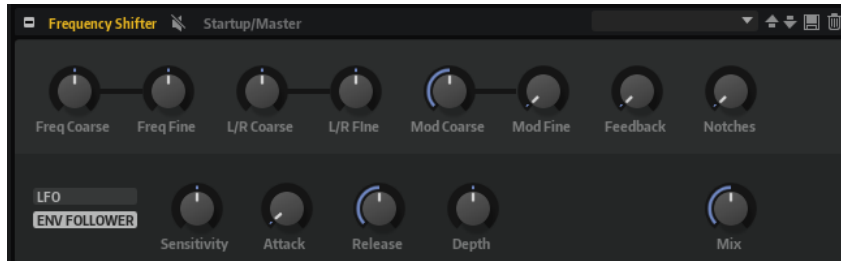 Frequency Shifter Startup/Master
Freq Coarse Freq Fine L/R Coarse L/R FIne Mod Coarse Mod Fine Feedback Notches
LFO
ENV FOLLOWER
Sensitivity Attack Release Depth Mix